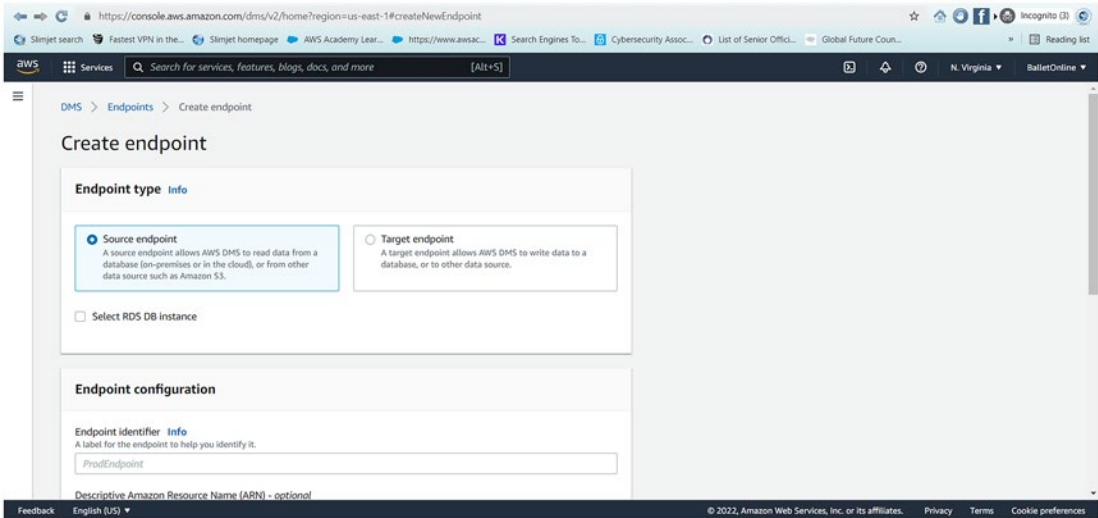 https://console.aws.amazon.com/dms/v2/home?region=us-east-1#createNewEndpoint
Incognito (3)
Slimjet search
Fastest VPN in the...
Slimjet homepage
AWS Academy Lear...
https://www.awsac...
Search Engines To...
Cybersecurity Assoc...
List of Senior Offici...
Global Future Coun...
»
Reading list
aws
Services
Search for services, features, blogs, docs, and more
[Alt+S]
N. Virginia ▼
BalletOnline ▼
DMS > Endpoints > Create endpoint
Create endpoint
Endpoint type Info
Source endpoint
A source endpoint allows AWS DMS to read data from a
database (on-premises or in the cloud), or from other
data source such as Amazon S3.
Target endpoint
A target endpoint allows AWS DMS to write data to a
database, or to other data source.
Select RDS DB instance
Endpoint configuration
Endpoint identifier Info
A label for the endpoint to help you identify it.
ProdEndpoint
Descriptive Amazon Resource Name (ARN) - optional
Feedback
English (US) ▼
© 2022, Amazon Web Services, Inc. or its affiliates.
Privacy
Terms
Cookie preferences